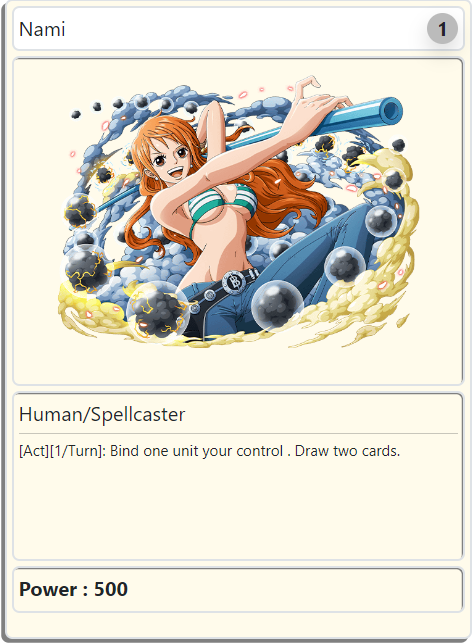 Nami 1
Human/Spellcaster
[Act][1/Turn]: Bind one unit your control . Draw two cards.
Power : 500